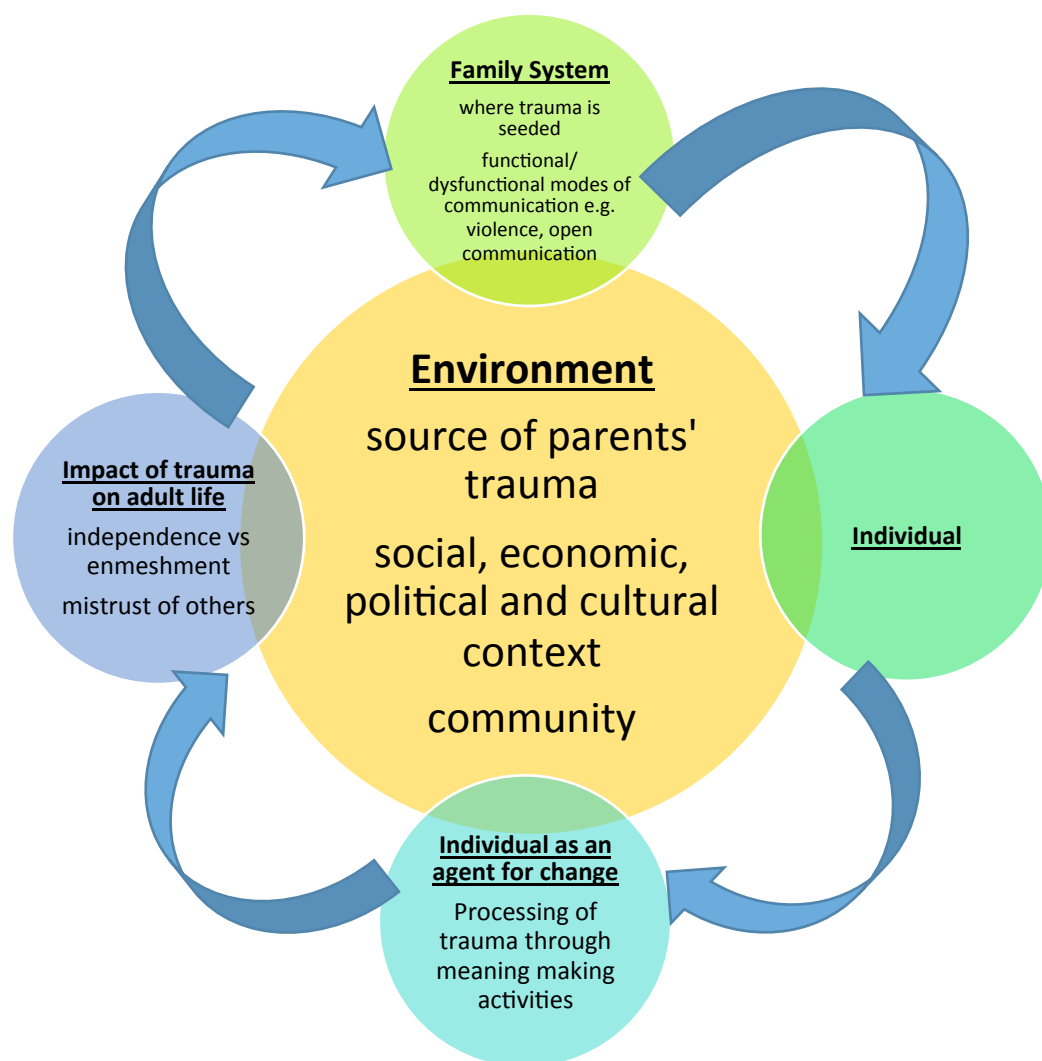 Family System
where trauma is
seeded
functional/
dysfunctional modes of
communication e.g.
violence, open
communication
Environment
source of parents'
trauma
social, economic,
political and cultural
context
community
Impact of trauma
on adult life
independence vs
enmeshment
mistrust of others
Individual
Individual as an
agent for change
Processing of
trauma through
meaning making
activities